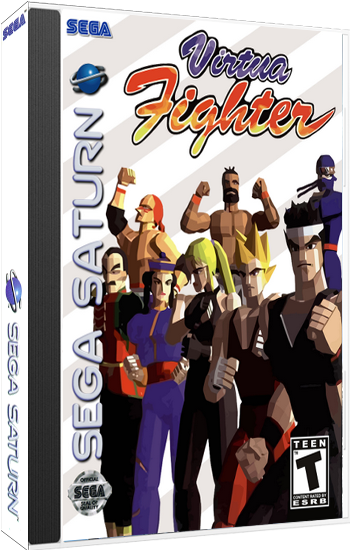 SEGA
SEGA
Virtua
Fighter
SEGA SATURN
SEGA SATURN
OFFICIAL
SEGA
SEAL OF QUALITY
TEEN
T
CONTENT RATED BY
ESRB